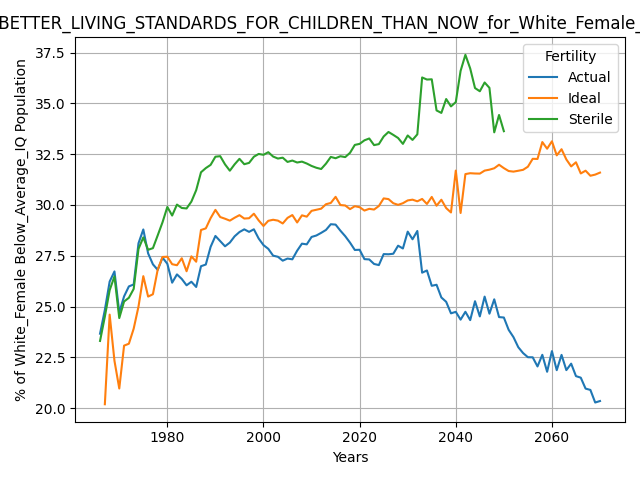 BETTER_LIVING_STANDARDS_FOR_CHILDREN_THAN_NOW_for_White_Female_
% of White_Female Below_Average_IQ Population
37.5
35.0
32.5
30.0
27.5
25.0
22.5
20.0
Fertility
Actual
Ideal
Sterile
1980 2000 2020 2040 2060
Years